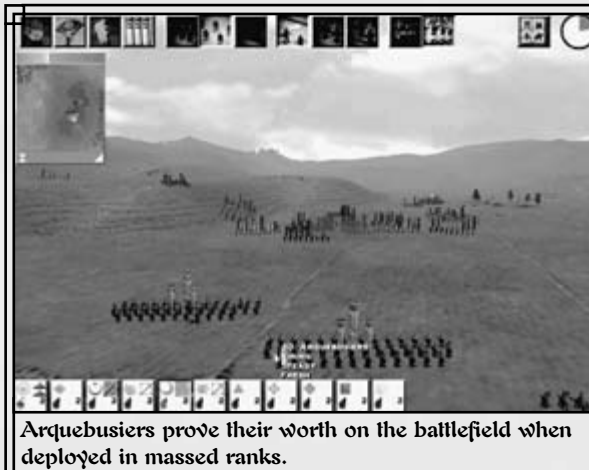 Arquebusiers prove their worth on the battlefield when
deployed in massed ranks.